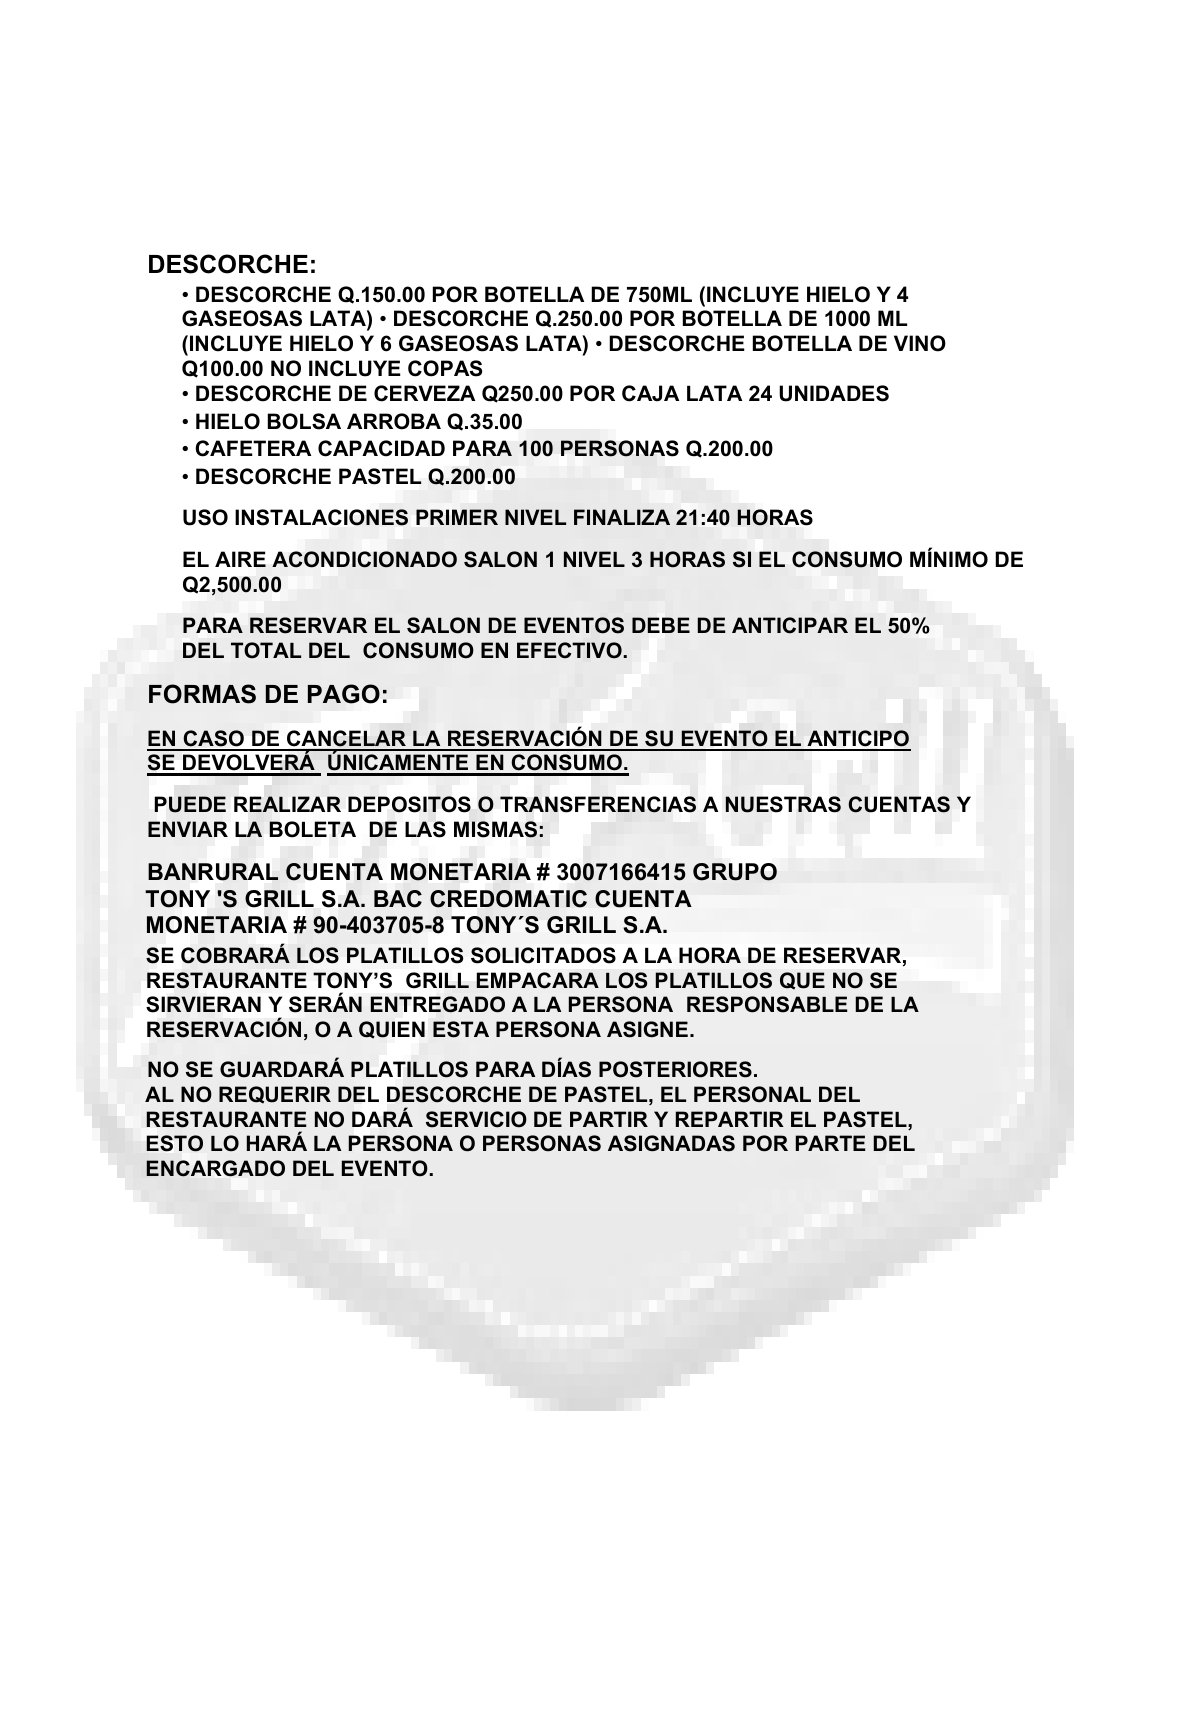 DESCORCHE:
• DESCORCHE Q.150.00 POR BOTELLA DE 750ML (INCLUYE HIELO Y 4
GASEOSAS LATA) • DESCORCHE Q.250.00 POR BOTELLA DE 1000 ML
(INCLUYE HIELO Y 6 GASEOSAS LATA) • DESCORCHE BOTELLA DE VINO
Q100.00 NO INCLUYE COPAS
• DESCORCHE DE CERVEZA Q250.00 POR CAJA LATA 24 UNIDADES
• HIELO BOLSA ARROBA Q.35.00
• CAFETERA CAPACIDAD PARA 100 PERSONAS Q.200.00
• DESCORCHE PASTEL Q.200.00
USO INSTALACIONES PRIMER NIVEL FINALIZA 21:40 HORAS
EL AIRE ACONDICIONADO SALON 1 NIVEL 3 HORAS SI EL CONSUMO MÍNIMO DE
Q2,500.00
PARA RESERVAR EL SALON DE EVENTOS DEBE DE ANTICIPAR EL 50%
DEL TOTAL DEL CONSUMO EN EFECTIVO.
FORMAS DE PAGO:
EN CASO DE CANCELAR LA RESERVACIÓN DE SU EVENTO EL ANTICIPO
SE DEVOLVERÁ ÚNICAMENTE EN CONSUMO.
PUEDE REALIZAR DEPOSITOS O TRANSFERENCIAS A NUESTRAS CUENTAS Y
ENVIAR LA BOLETA DE LAS MISMAS:
BANRURAL CUENTA MONETARIA # 3007166415 GRUPO
TONY 'S GRILL S.A. BAC CREDOMATIC CUENTA
MONETARIA # 90-403705-8 TONY´S GRILL S.A.
SE COBRARÁ LOS PLATILLOS SOLICITADOS A LA HORA DE RESERVAR,
RESTAURANTE TONY’S GRILL EMPACARA LOS PLATILLOS QUE NO SE
SIRVIERAN Y SERÁN ENTREGADO A LA PERSONA RESPONSABLE DE LA
RESERVACIÓN, O A QUIEN ESTA PERSONA ASIGNE.
NO SE GUARDARÁ PLATILLOS PARA DÍAS POSTERIORES.
AL NO REQUERIR DEL DESCORCHE DE PASTEL, EL PERSONAL DEL
RESTAURANTE NO DARÁ SERVICIO DE PARTIR Y REPARTIR EL PASTEL,
ESTO LO HARÁ LA PERSONA O PERSONAS ASIGNADAS POR PARTE DEL
ENCARGADO DEL EVENTO.